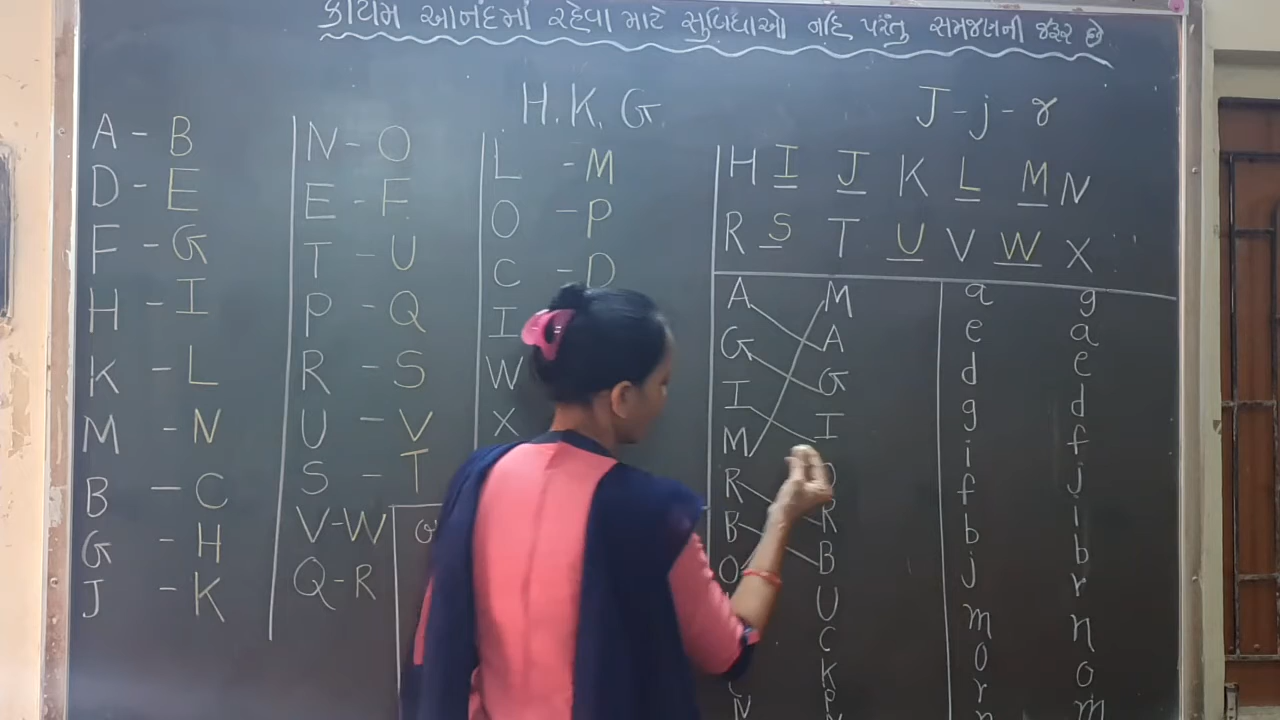 કાયમ આનંદમાં રહેવા માટે સુવિધાઓ નહિ પરંતુ સમજણની જરૂર છે
H. K. G.
J - j - r
A - B
D - E
F - G
H - I
K - L
M - N
B - C
G - H
J - K
N - O
E - F
T - U
P - Q
R - S
U - V
S - T
V - W
Q - R
L - M
O - P
C - D
I
W
X
H I J K L M N
R S T U V W X
A M
G A
I G
M I
R O
B R
O B
U
C
K
P
N
a g
e a
d e
g d
i f
f j
b i
j b
m r
o n
r o
m